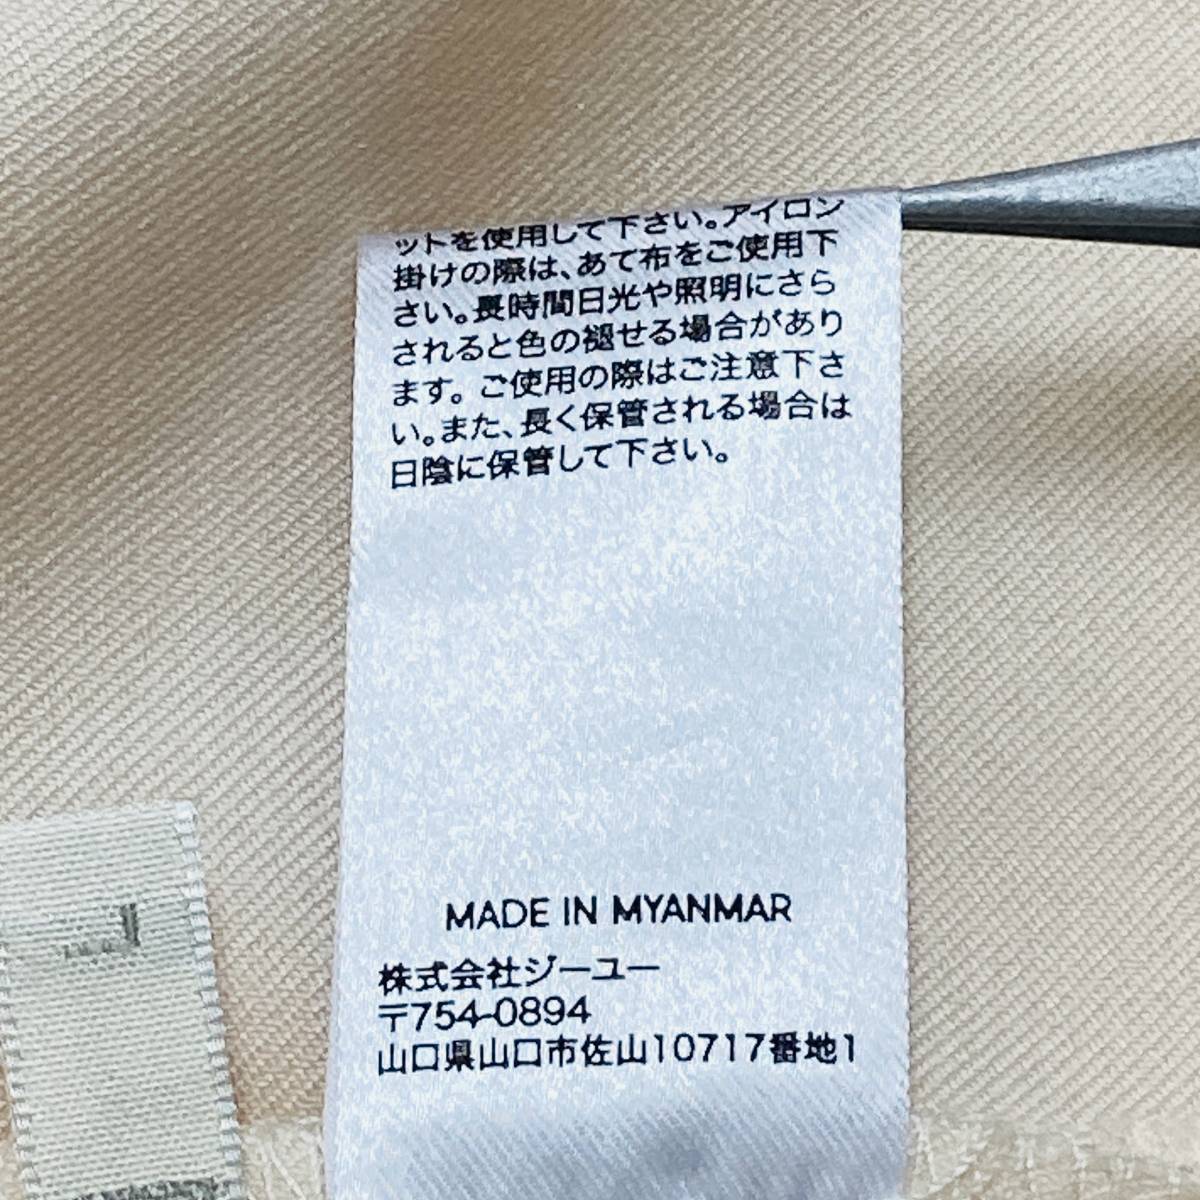 ットを使用して下さい。アイロン
掛けの際は、あて布をご使用下
さい。長時間日光や照明にさら
されると色の褪せる場合があり
ます。ご使用の際はご注意下さ
い。また、長く保管される場合は
日陰に保管して下さい。
MADE IN MYANMAR
株式会社ジーユー
〒754-0894
山口県山口市佐山10717番地1